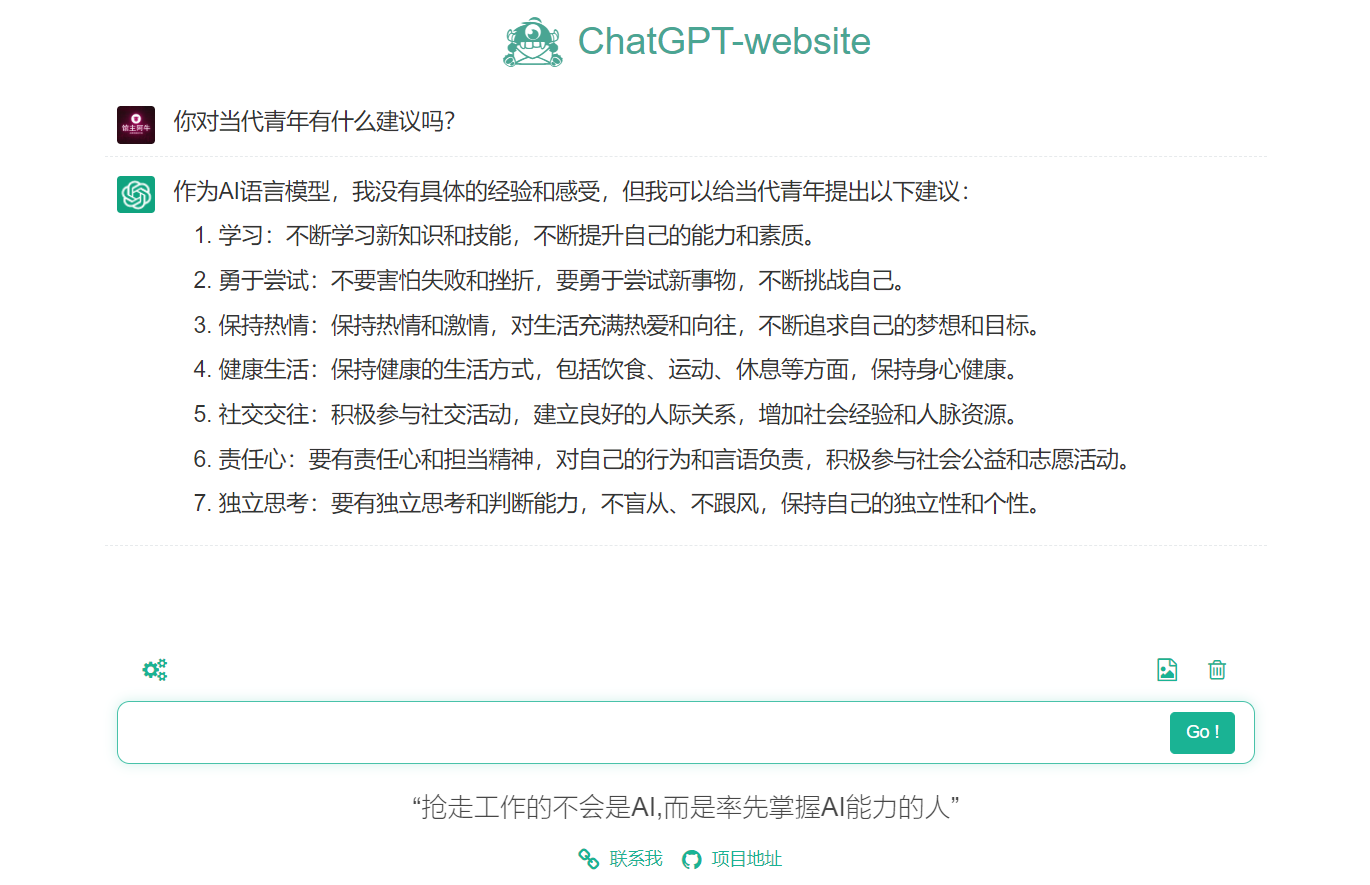 ChatGPT-website
馆主阿牛
你对当代青年有什么建议吗？
作为AI语言模型，我没有具体的经验和感受，但我可以给当代青年提出以下建议：
1. 学习：不断学习新知识和技能，不断提升自己的能力和素质。
2. 勇于尝试：不要害怕失败和挫折，要勇于尝试新事物，不断挑战自己。
3. 保持热情：保持热情和激情，对生活充满热爱和向往，不断追求自己的梦想和目标。
4. 健康生活：保持健康的生活方式，包括饮食、运动、休息等方面，保持身心健康。
5. 社交交往：积极参与社交活动，建立良好的人际关系，增加社会经验和人脉资源。
6. 责任心：要有责任心和担当精神，对自己的行为和言语负责，积极参与社会公益和志愿活动。
7. 独立思考：要有独立思考和判断能力，不盲从、不跟风，保持自己的独立性和个性。
Go !
“抢走工作的不会是AI,而是率先掌握AI能力的人”
联系我 项目地址